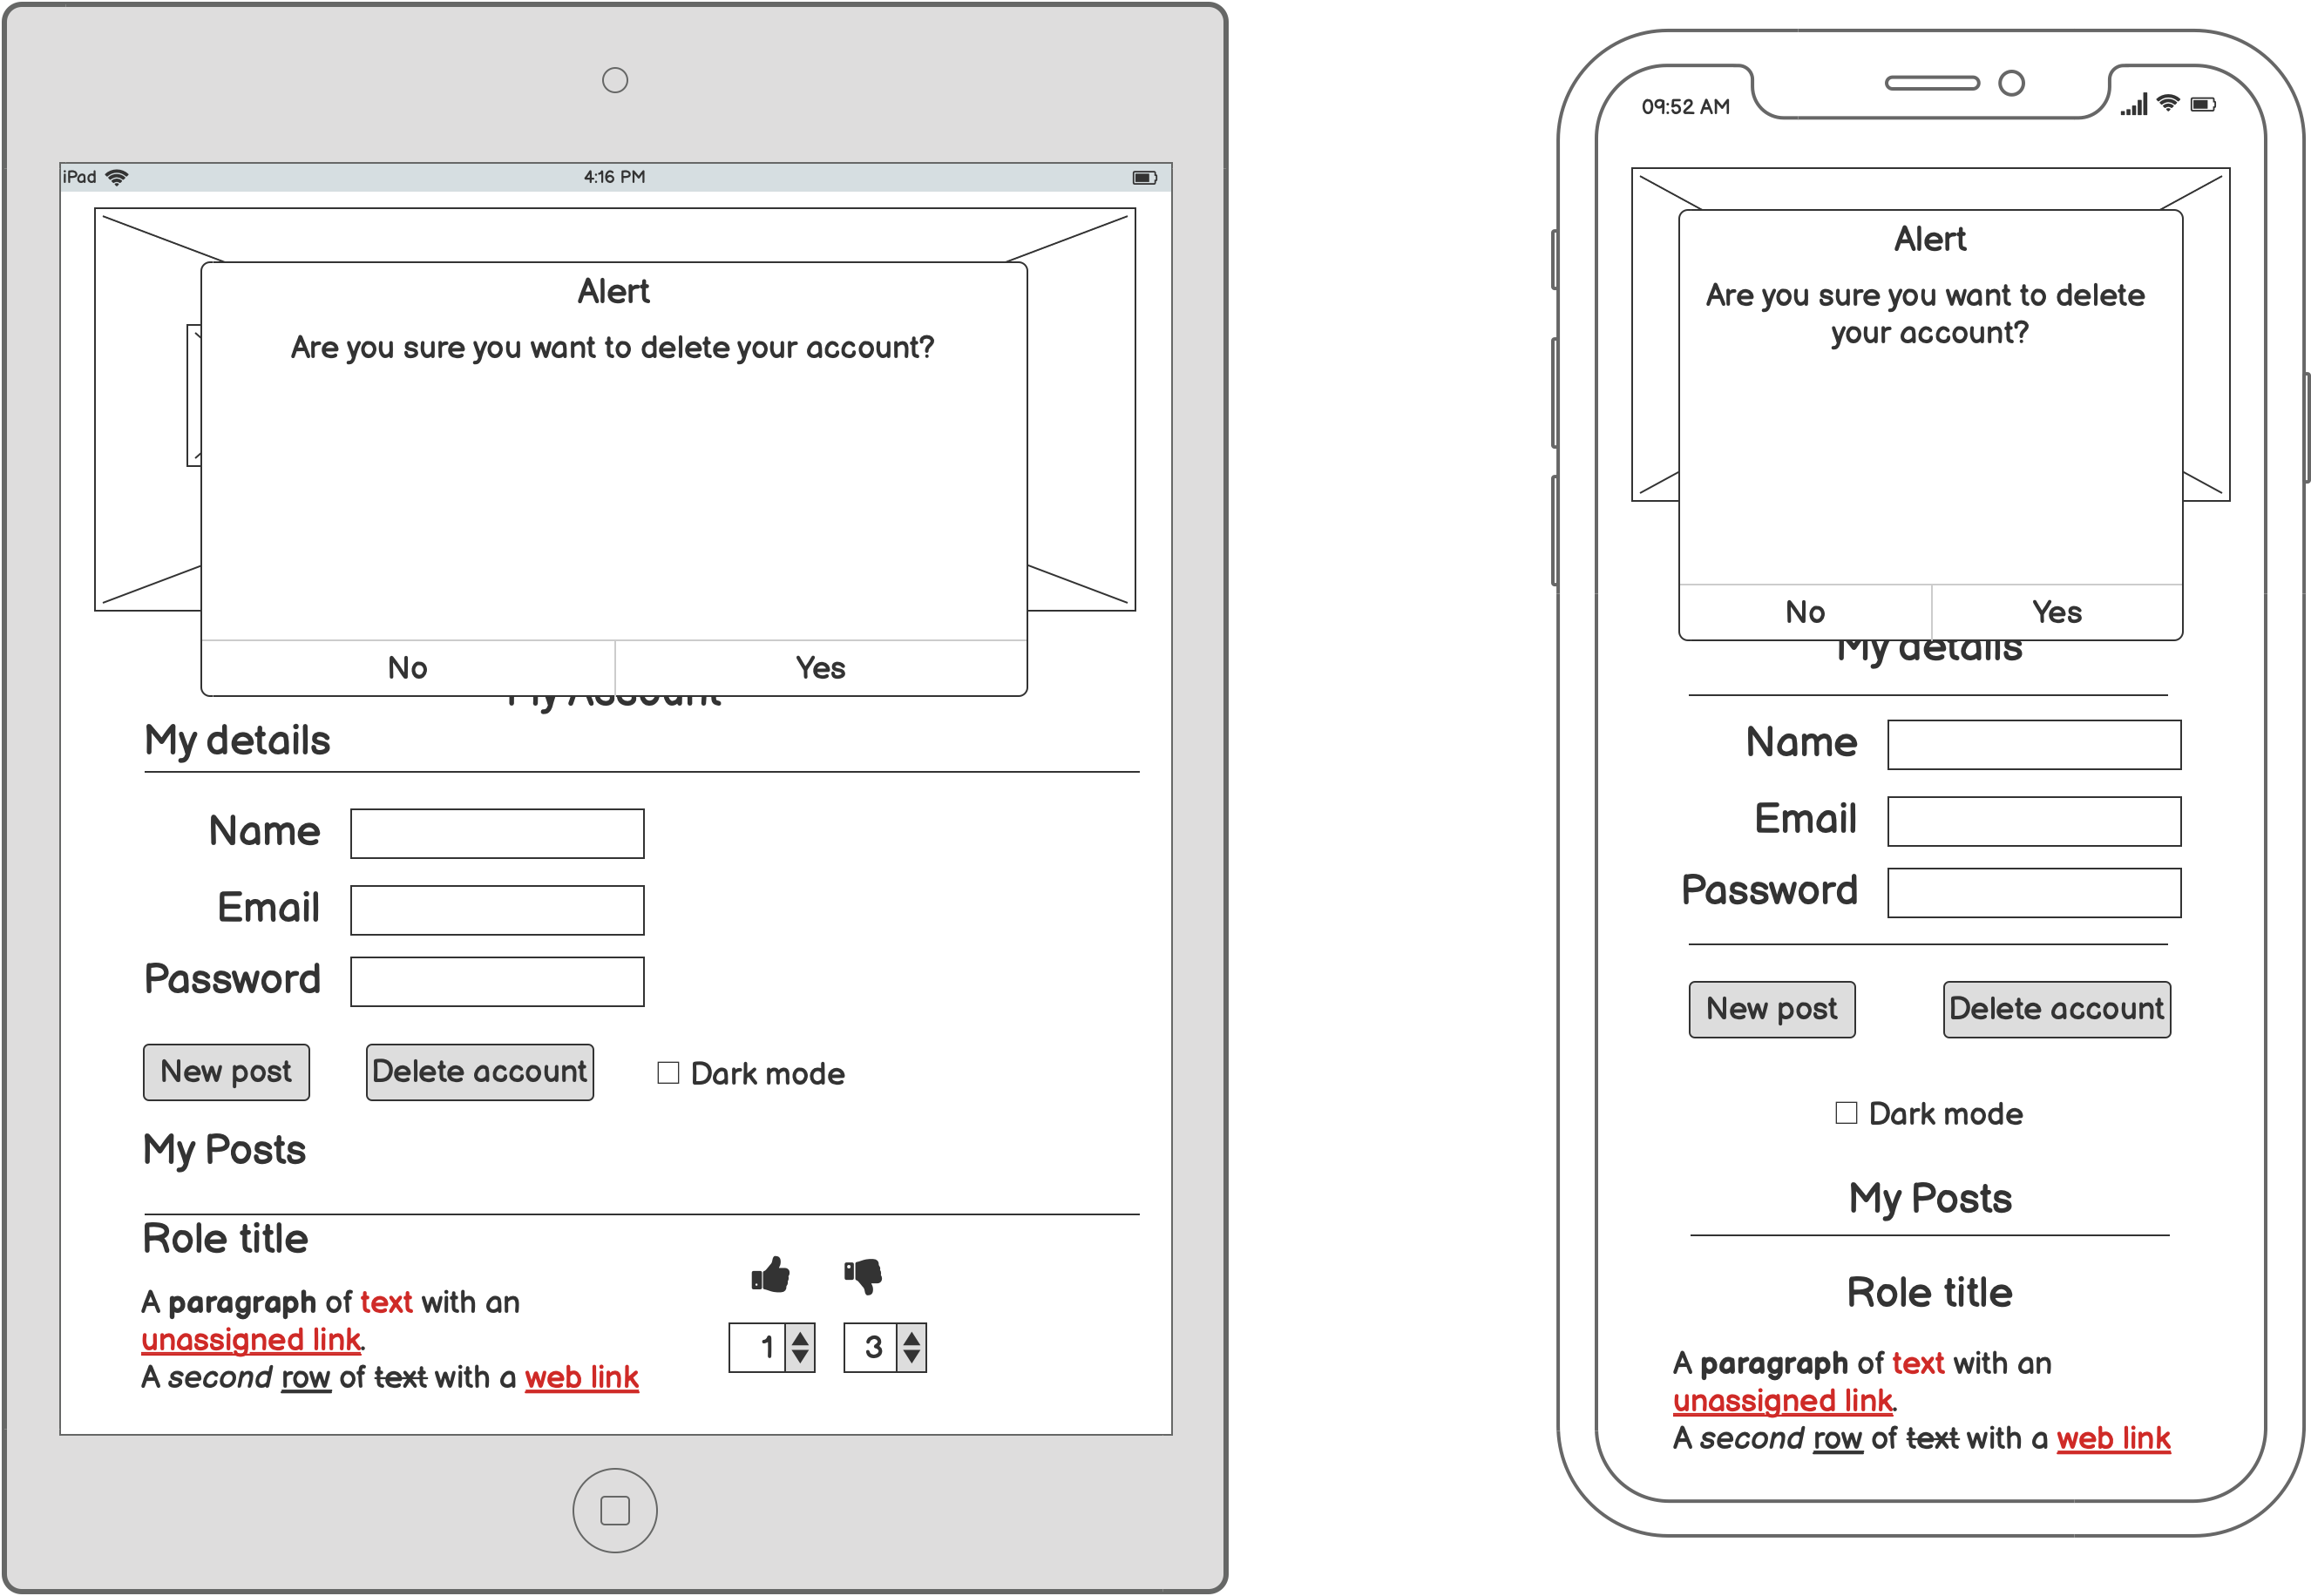 iPad 4:16 PM
Alert
Are you sure you want to delete your account?
No Yes
My Account
My details
Name
Email
Password
New post Delete account Dark mode
My Posts
Role title
A paragraph of text with an
unassigned link.
A second row of text with a web link
1 3
09:52 AM
Alert
Are you sure you want to delete
your account?
No Yes
My details
Name
Email
Password
New post Delete account
Dark mode
My Posts
Role title
A paragraph of text with an
unassigned link.
A second row of text with a web link